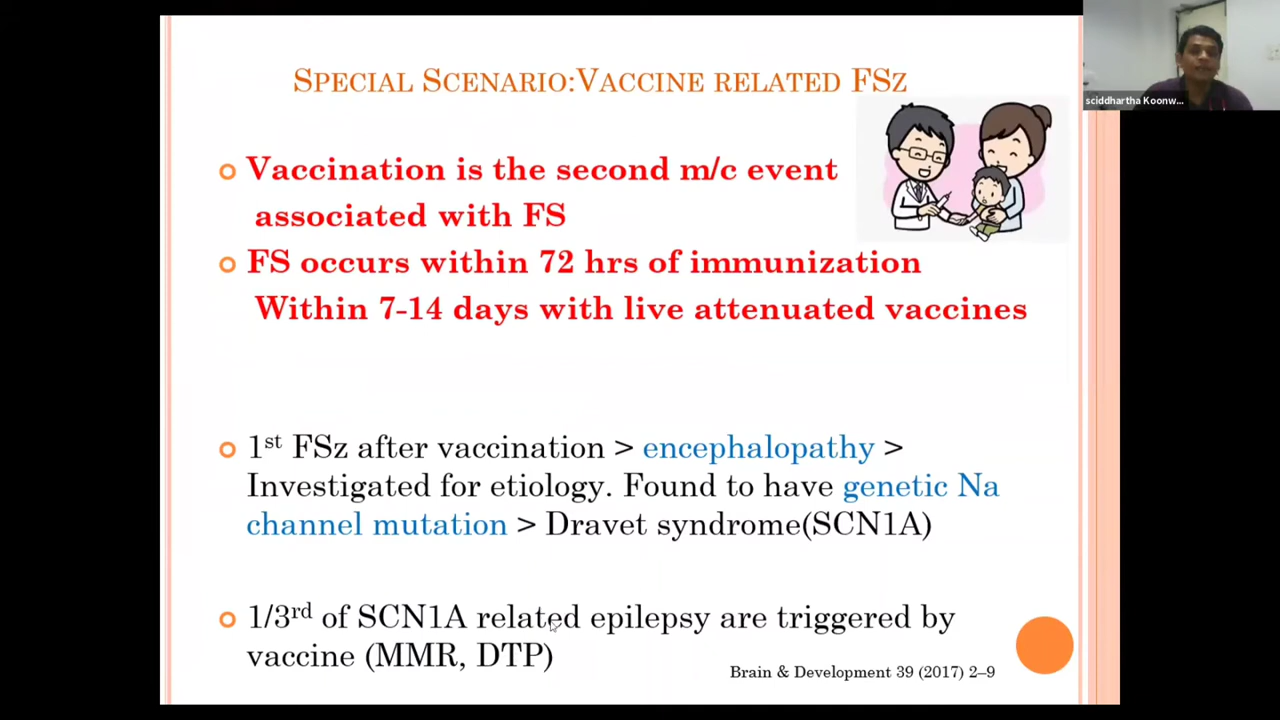 SPECIAL SCENARIO:VACCINE RELATED FSZ
sciddhartha Koonw...
Vaccination is the second m/c event
associated with FS
FS occurs within 72 hrs of immunization
Within 7-14 days with live attenuated vaccines
1st FSz after vaccination > encephalopathy >
Investigated for etiology. Found to have genetic Na
channel mutation > Dravet syndrome(SCN1A)
1/3rd of SCN1A related epilepsy are triggered by
vaccine (MMR, DTP)
Brain & Development 39 (2017) 2–9